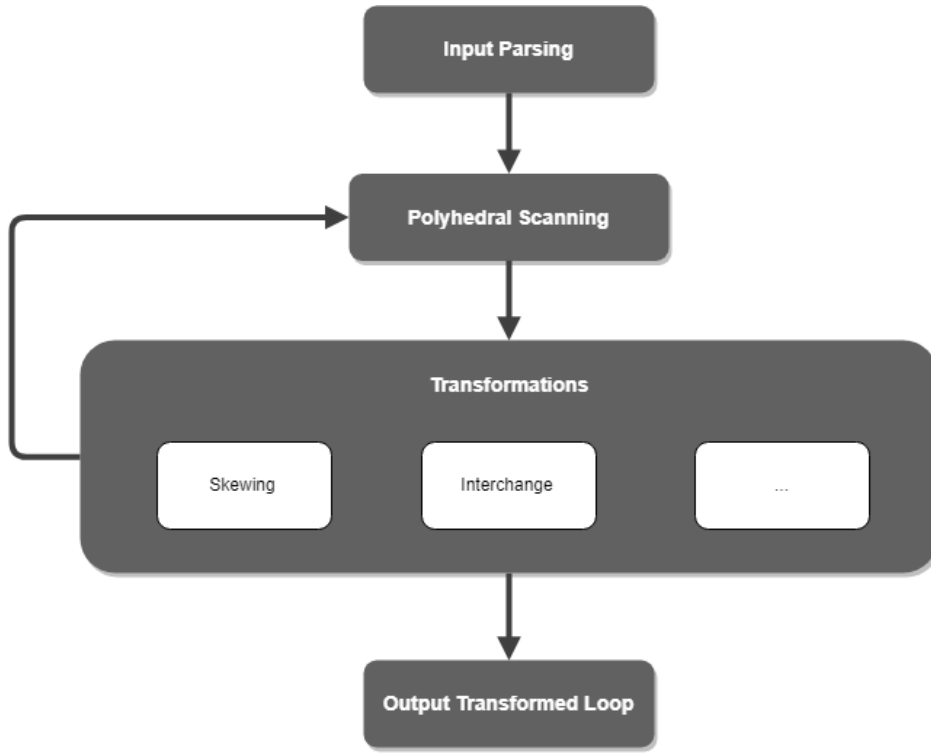 Input Parsing
Polyhedral Scanning
Transformations
Skewing
Interchange
...
Output Transformed Loop